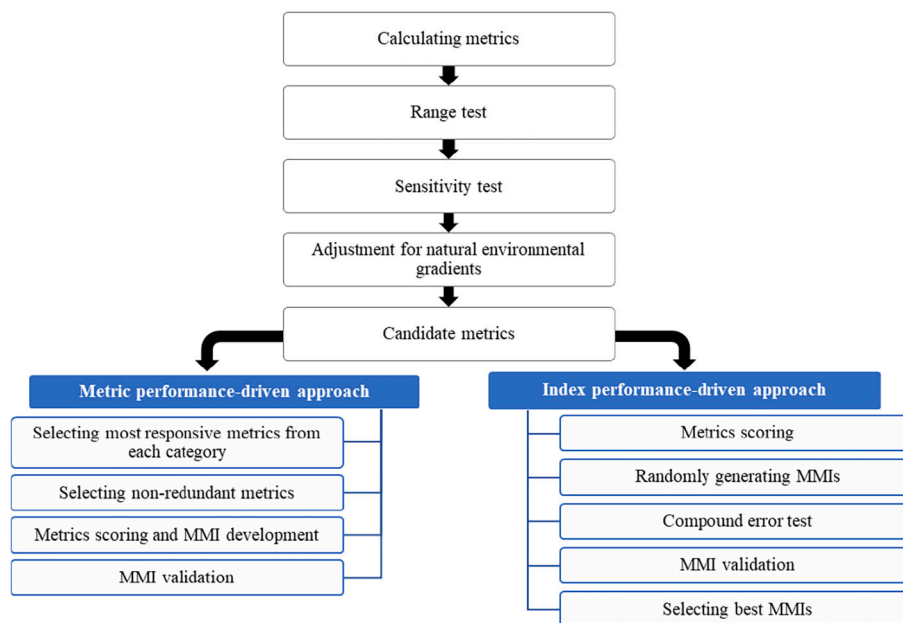 Calculating metrics
Range test
Sensitivity test
Adjustment for natural environmental
gradients
Candidate metrics
Metric performance-driven approach
Selecting most responsive metrics from
each category
Selecting non-redundant metrics
Metrics scoring and MMI development
MMI validation
Index performance-driven approach
Metrics scoring
Randomly generating MMIs
Compound error test
MMI validation
Selecting best MMIs